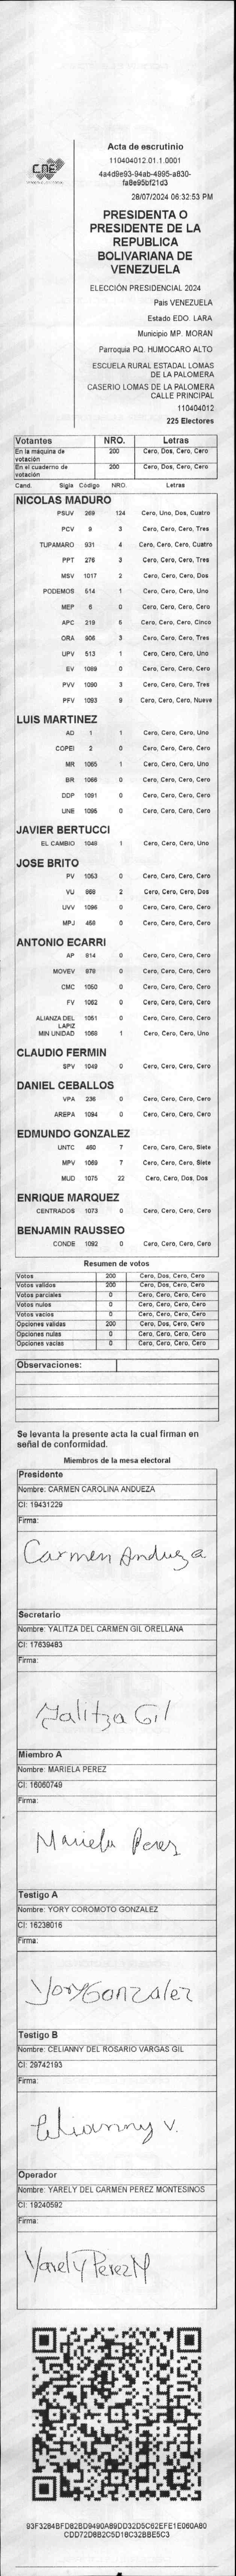 CNE
Acta de escrutinio
110404012.01.1.0001
4a4d9e93-94ab-4995-a830-
fa8e95bf21d3
28/07/2024 06:32:53 PM
PRESIDENTA O
PRESIDENTE DE LA
REPUBLICA
BOLIVARIANA DE
VENEZUELA
ELECCIÓN PRESIDENCIAL 2024
Pais VENEZUELA
Estado EDO. LARA
Municipio MP. MORAN
Parroquia PQ. HUMOCARO ALTO
ESCUELA RURAL ESTADAL LOMAS
DE LA PALOMERA
CASERIO LOMAS DE LA PALOMERA
CALLE PRINCIPAL
110404012
225 Electores
Votantes NRO. Letras
En la máquina de votación 200 Cero, Dos, Cero, Cero
En el cuaderno de votación 200 Cero, Dos, Cero, Cero
Cand. Sigla Código NRO. Letras
NICOLAS MADURO
PSUV 269 124 Cero, Uno, Dos, Cuatro
PCV 9 3 Cero, Cero, Cero, Tres
TUPAMARO 931 4 Cero, Cero, Cero, Cuatro
PPT 276 3 Cero, Cero, Cero, Tres
MSV 1017 2 Cero, Cero, Cero, Dos
PODEMOS 514 1 Cero, Cero, Cero, Uno
MEP 6 0 Cero, Cero, Cero, Cero
APC 219 5 Cero, Cero, Cero, Cinco
ORA 906 3 Cero, Cero, Cero, Tres
UPV 513 1 Cero, Cero, Cero, Uno
EV 1089 0 Cero, Cero, Cero, Cero
PVV 1090 3 Cero, Cero, Cero, Tres
PFV 1093 9 Cero, Cero, Cero, Nueve
LUIS MARTINEZ
AD 1 1 Cero, Cero, Cero, Uno
COPEI 2 0 Cero, Cero, Cero, Cero
MR 1065 1 Cero, Cero, Cero, Uno
BR 1066 0 Cero, Cero, Cero, Cero
DDP 1091 0 Cero, Cero, Cero, Cero
UNE 1095 0 Cero, Cero, Cero, Cero
JAVIER BERTUCCI
EL CAMBIO 1048 1 Cero, Cero, Cero, Uno
JOSE BRITO
PV 1053 0 Cero, Cero, Cero, Cero
VU 968 2 Cero, Cero, Cero, Dos
UVV 1096 0 Cero, Cero, Cero, Cero
MPJ 458 0 Cero, Cero, Cero, Cero
ANTONIO ECARRI
AP 914 0 Cero, Cero, Cero, Cero
MOVEV 979 0 Cero, Cero, Cero, Cero
CMC 1050 0 Cero, Cero, Cero, Cero
FV 1062 0 Cero, Cero, Cero, Cero
ALIANZA DEL LAPIZ 1051 0 Cero, Cero, Cero, Cero
MIN UNIDAD 1068 1 Cero, Cero, Cero, Uno
CLAUDIO FERMIN
SPV 1049 0 Cero, Cero, Cero, Cero
DANIEL CEBALLOS
VPA 236 0 Cero, Cero, Cero, Cero
AREPA 1094 0 Cero, Cero, Cero, Cero
EDMUNDO GONZALEZ
UNTC 460 7 Cero, Cero, Cero, Siete
MPV 1069 7 Cero, Cero, Cero, Siete
MUD 1075 22 Cero, Cero, Dos, Dos
ENRIQUE MARQUEZ
CENTRADOS 1073 0 Cero, Cero, Cero, Cero
BENJAMIN RAUSSEO
CONDE 1092 0 Cero, Cero, Cero, Cero
Resumen de votos
Votos 200 Cero, Dos, Cero, Cero
Votos validos 200 Cero, Dos, Cero, Cero
Votos parciales 0 Cero, Cero, Cero, Cero
Votos nulos 0 Cero, Cero, Cero, Cero
Votos vacios 0 Cero, Cero, Cero, Cero
Opciones validas 200 Cero, Dos, Cero, Cero
Opciones nulas 0 Cero, Cero, Cero, Cero
Opciones vacias 0 Cero, Cero, Cero, Cero
Observaciones:
Se levanta la presente acta la cual firman en
señal de conformidad.
Miembros de la mesa electoral
Presidente
Nombre: CARMEN CAROLINA ANDUEZA
CI: 19431229
Firma:
Carmen Andueza
Secretario
Nombre: YALITZA DEL CARMEN GIL ORELLANA
CI: 17639483
Firma:
Yalitza Gil
Miembro A
Nombre: MARIELA PEREZ
CI: 16060749
Firma:
Mariela Perez
Testigo A
Nombre: YORY COROMOTO GONZALEZ
CI: 16238016
Firma:
Yory Gonzalez
Testigo B
Nombre: CELIANNY DEL ROSARIO VARGAS GIL
CI: 29742193
Firma:
Celianny V.
Operador
Nombre: YARELY DEL CARMEN PEREZ MONTESINOS
CI: 19240592
Firma:
Yarely Perez M
93F3284BFD82BD9490A89DD32D5C62EFE1E060A80
CDD72D8B2C5D18C32BBE5C3